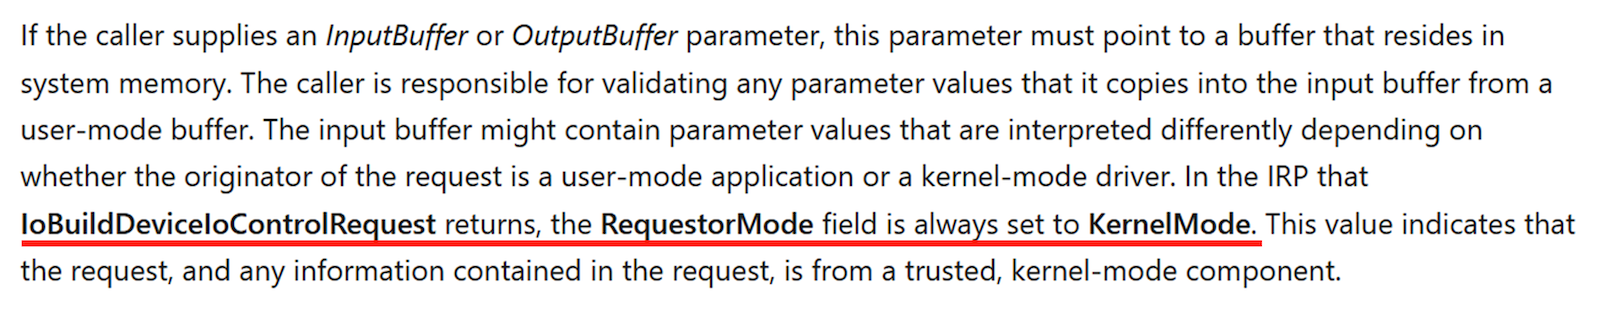 If the caller supplies an InputBuffer or OutputBuffer parameter, this parameter must point to a buffer that resides in
system memory. The caller is responsible for validating any parameter values that it copies into the input buffer from a
user-mode buffer. The input buffer might contain parameter values that are interpreted differently depending on
whether the originator of the request is a user-mode application or a kernel-mode driver. In the IRP that
IoBuildDeviceIoControlRequest returns, the RequestorMode field is always set to KernelMode. This value indicates that
the request, and any information contained in the request, is from a trusted, kernel-mode component.